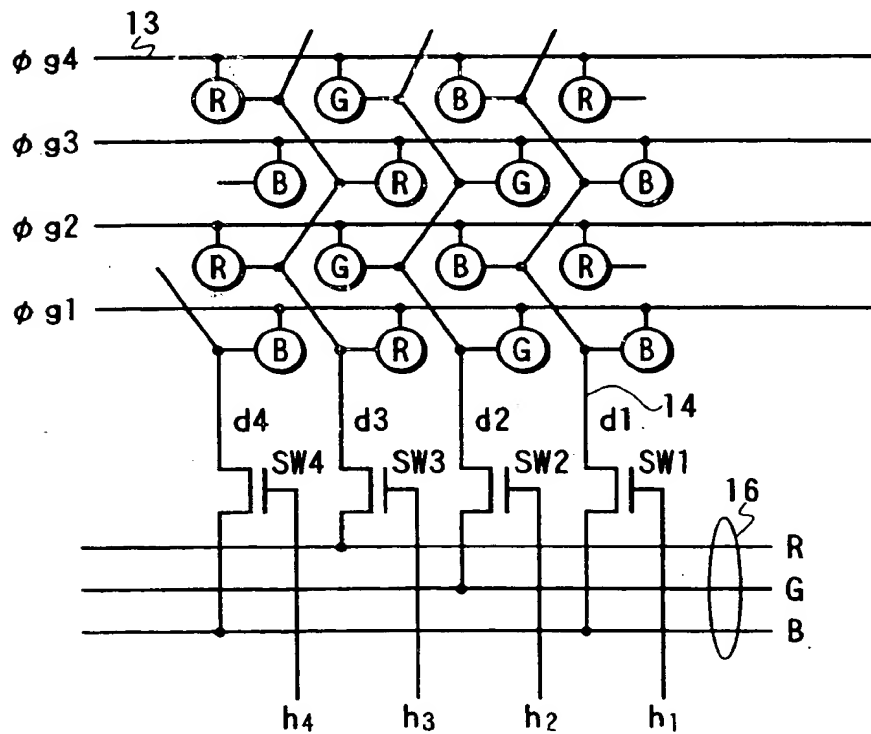 13
φ g4
R G B R
φ g3
B R G B
φ g2
R G B R
φ g1
B R G B
14
d4 d3 d2 d1
SW4 SW3 SW2 SW1
16
R
G
B
h4 h3 h2 h1